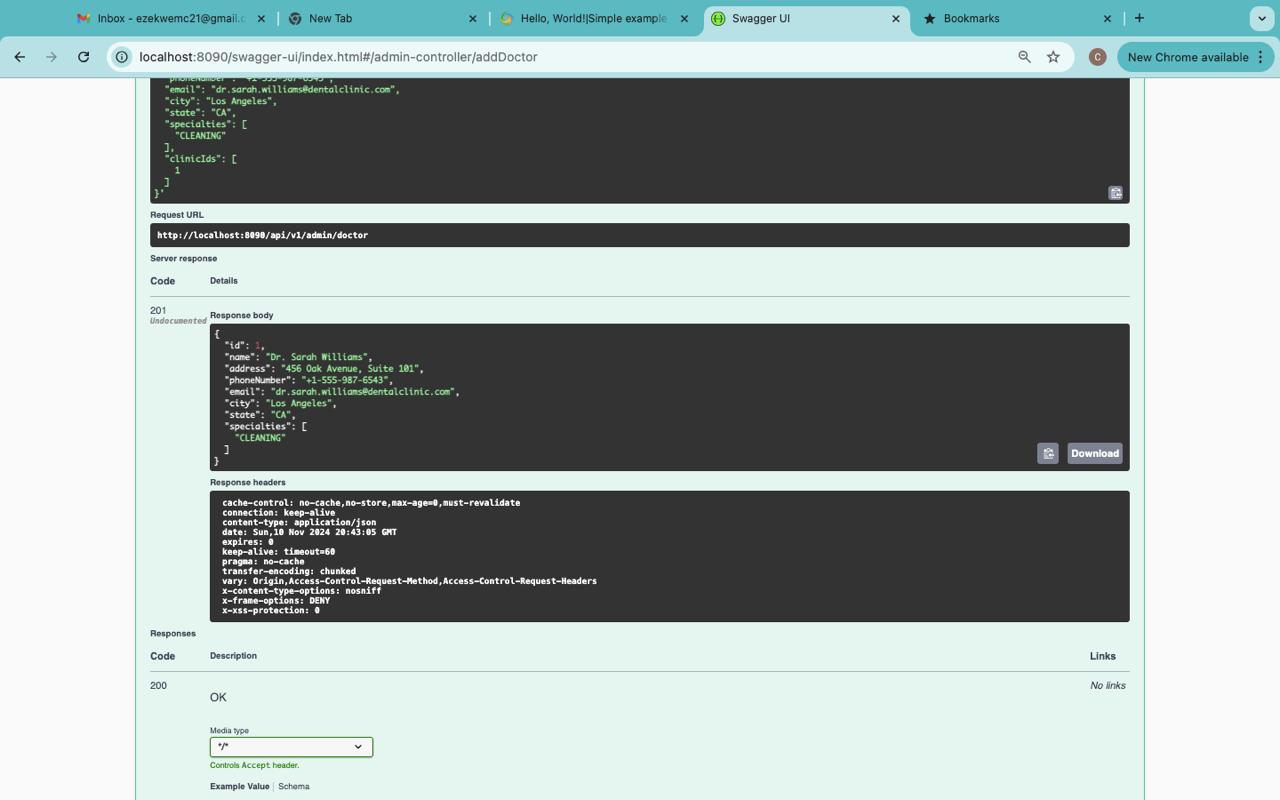 Inbox - ezekwemc21@gmail.c
New Tab
Hello, World!|Simple example
Swagger UI
Bookmarks
localhost:8090/swagger-ui/index.html#/admin-controller/addDoctor
C
New Chrome available
"phoneNumber": "+1-555-987-6543",
"email": "dr.sarah.williams@dentalclinic.com",
"city": "Los Angeles",
"state": "CA",
"specialties": [
"CLEANING"
],
"clinicIds": [
1
]
}'
Request URL
http://localhost:8090/api/v1/admin/doctor
Server response
Code Details
201
Undocumented
Response body
{
"id": 1,
"name": "Dr. Sarah Williams",
"address": "456 Oak Avenue, Suite 101",
"phoneNumber": "+1-555-987-6543",
"email": "dr.sarah.williams@dentalclinic.com",
"city": "Los Angeles",
"state": "CA",
"specialties": [
"CLEANING"
]
}
Download
Response headers
cache-control: no-cache,no-store,max-age=0,must-revalidate
connection: keep-alive
content-type: application/json
date: Sun,10 Nov 2024 20:43:05 GMT
expires: 0
keep-alive: timeout=60
pragma: no-cache
transfer-encoding: chunked
vary: Origin,Access-Control-Request-Method,Access-Control-Request-Headers
x-content-type-options: nosniff
x-frame-options: DENY
x-xss-protection: 0
Responses
Code Description Links
200 No links
OK
Media type
*/*
Controls Accept header.
Example Value | Schema